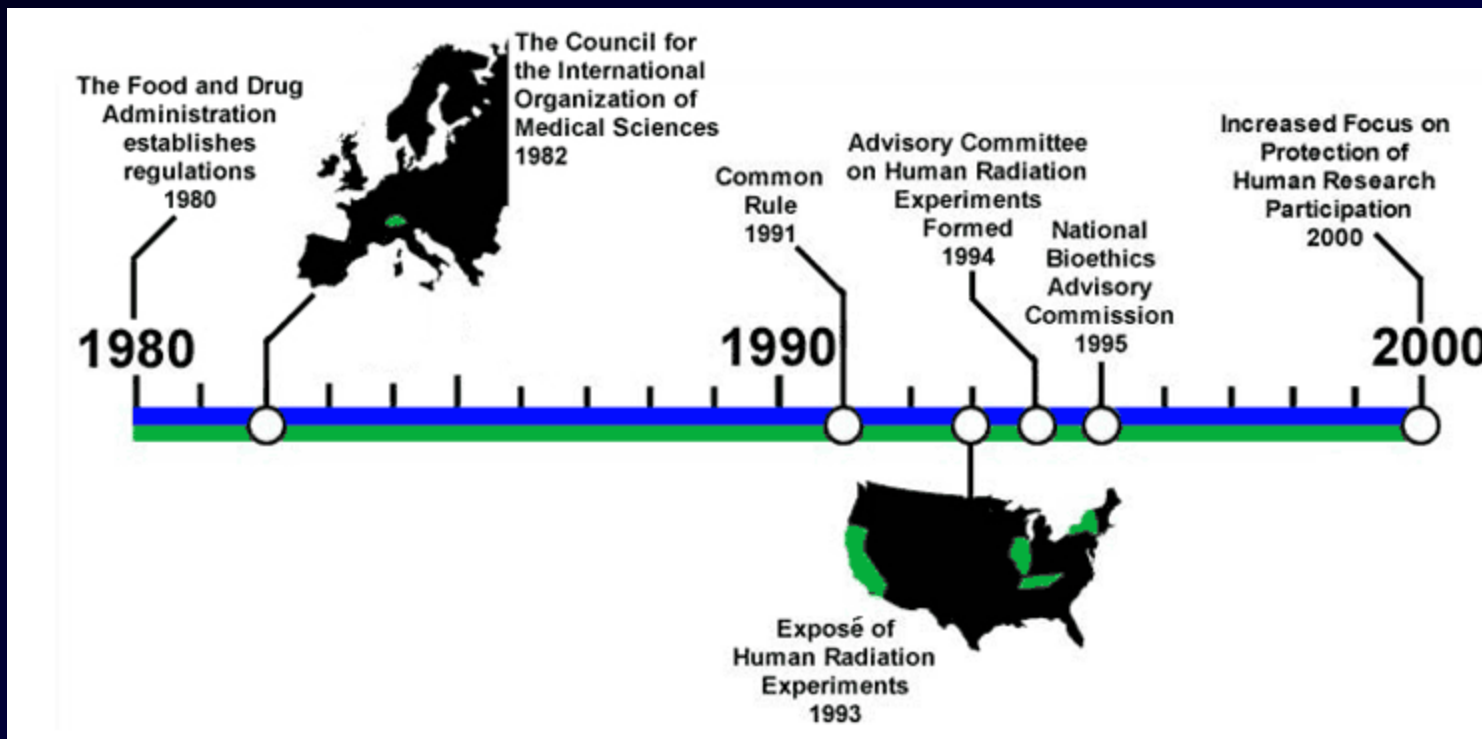 The Food and Drug
Administration
establishes
regulations
1980
The Council for
the International
Organization of
Medical Sciences
1982
Common
Rule
1991
Advisory Committee
on Human Radiation
Experiments
Formed
1994
National
Bioethics
Advisory
Commission
1995
Increased Focus on
Protection of
Human Research
Participation
2000
1980
1990
2000
Exposé of
Human Radiation
Experiments
1993